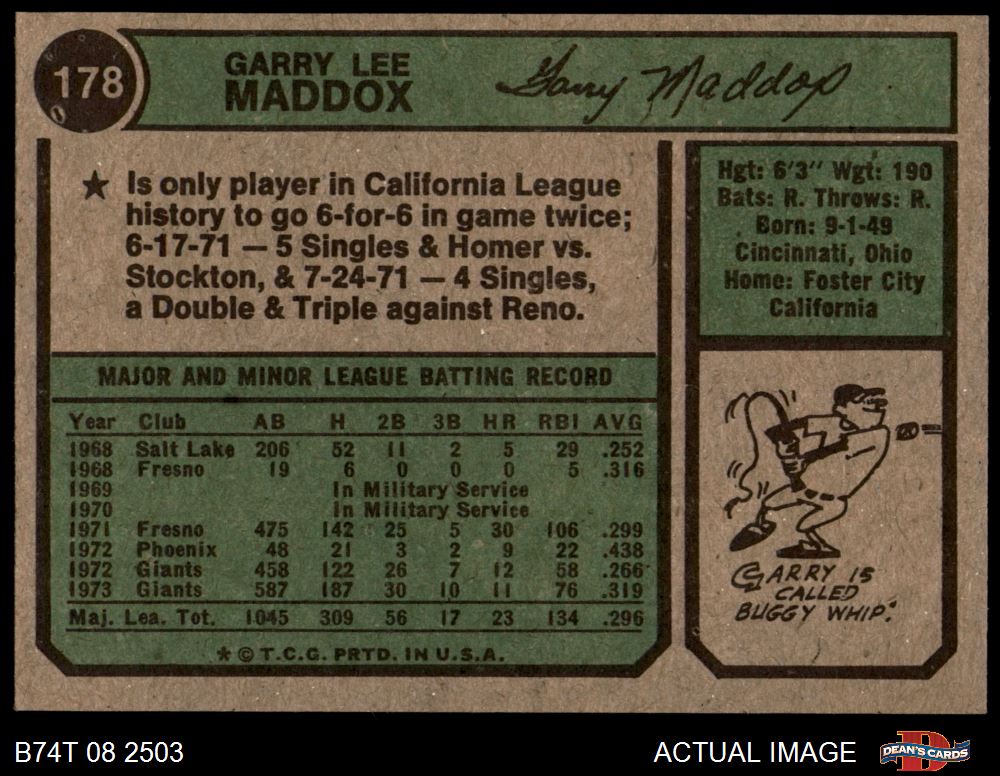 178
GARRY LEE
MADDOX
Garry Maddox
★ Is only player in California League
history to go 6-for-6 in game twice;
6-17-71 — 5 Singles & Homer vs.
Stockton, & 7-24-71 — 4 Singles,
a Double & Triple against Reno.
Hgt: 6'3" Wgt: 190
Bats: R. Throws: R.
Born: 9-1-49
Cincinnati, Ohio
Home: Foster City
California
MAJOR AND MINOR LEAGUE BATTING RECORD
Year Club AB H 2B 3B HR RBI AVG
1968 Salt Lake 206 52 11 2 5 29 .252
1968 Fresno 19 6 0 0 0 5 .316
1969 In Military Service
1970 In Military Service
1971 Fresno 475 142 25 5 30 106 .299
1972 Phoenix 48 21 3 2 9 22 .438
1972 Giants 458 122 26 7 12 58 .266
1973 Giants 587 187 30 10 11 76 .319
Maj. Lea. Tot. 1045 309 56 17 23 134 .296
★ © T.C.G. PRTD. IN U.S.A.
GARRY IS
CALLED
BUGGY WHIP.
B74T 08 2503
ACTUAL IMAGE
DEAN'S CARDS